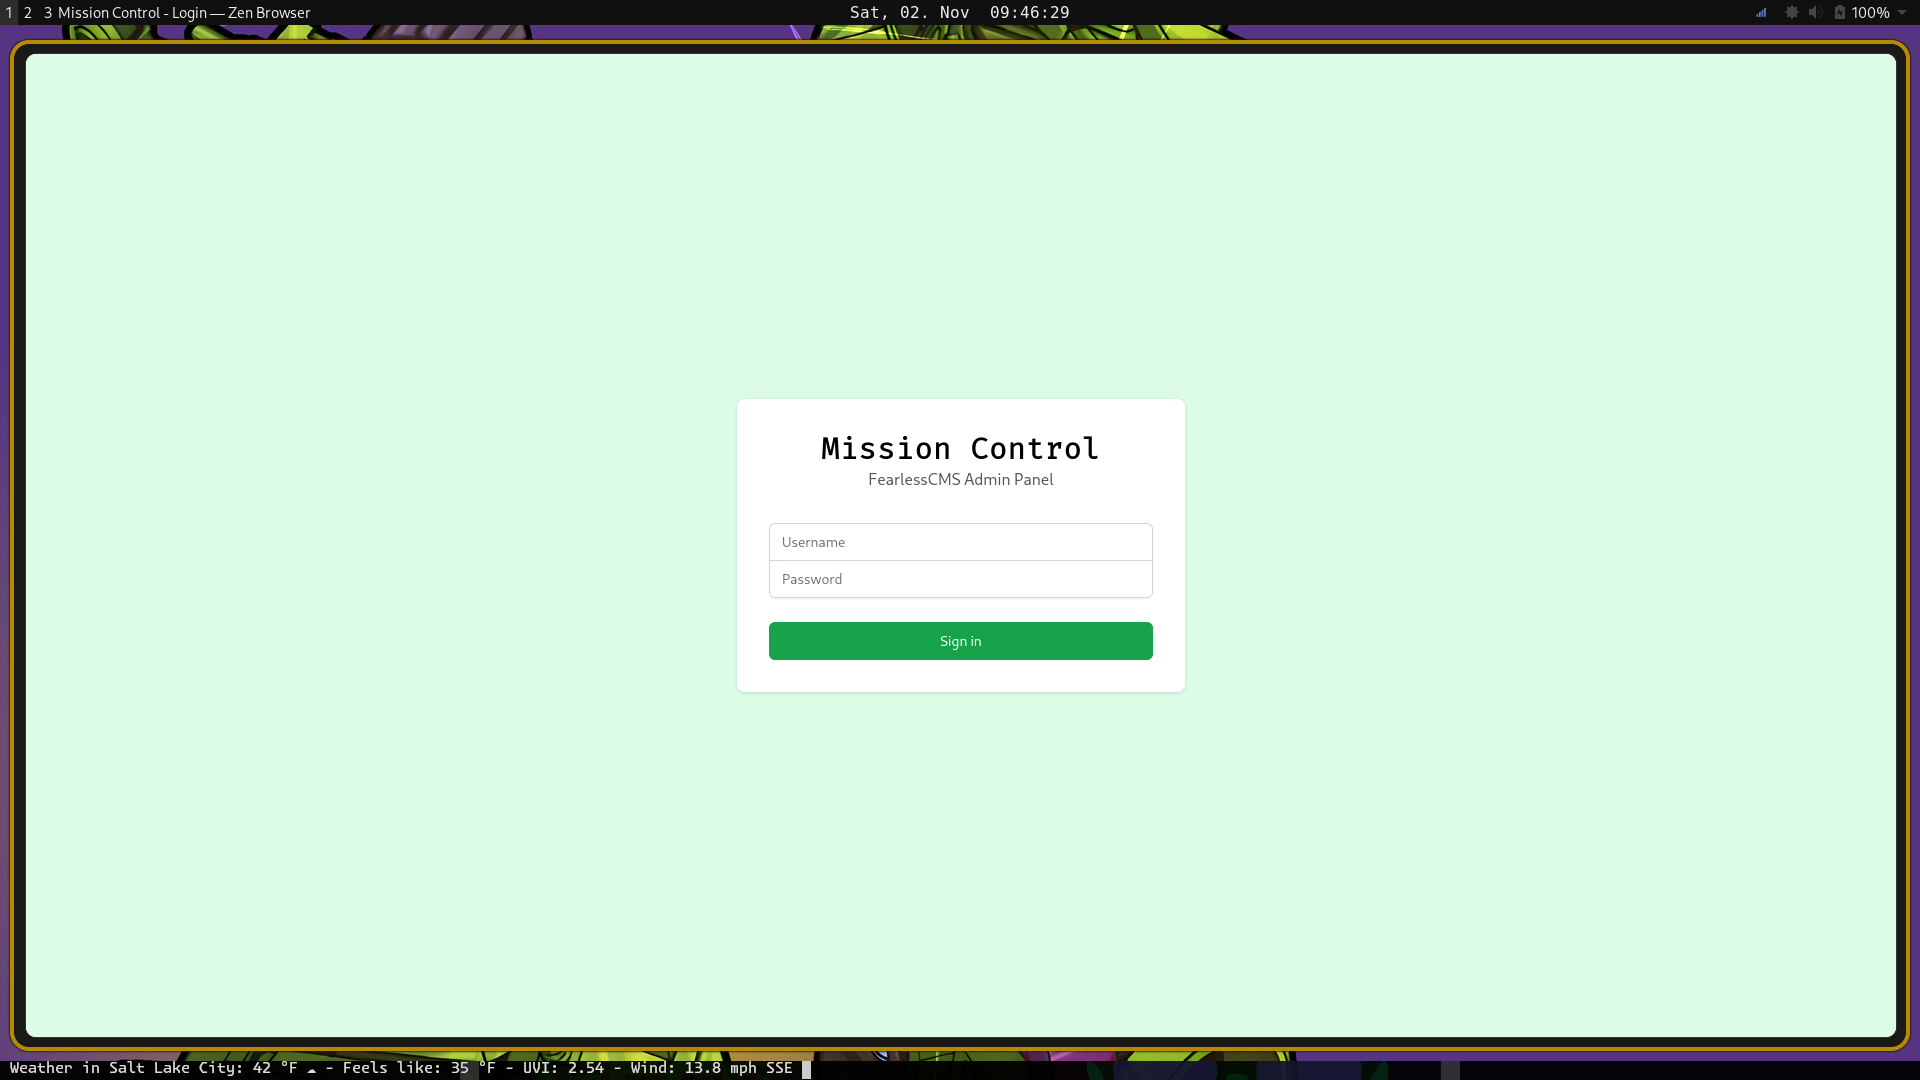 1 2 3 Mission Control - Login — Zen Browser
Sat, 02. Nov 09:46:29
100%
Mission Control
FearlessCMS Admin Panel
Username
Password
Sign in
Weather in Salt Lake City: 42 °F ☁ - Feels like: 35 °F - UVI: 2.54 - Wind: 13.8 mph SSE